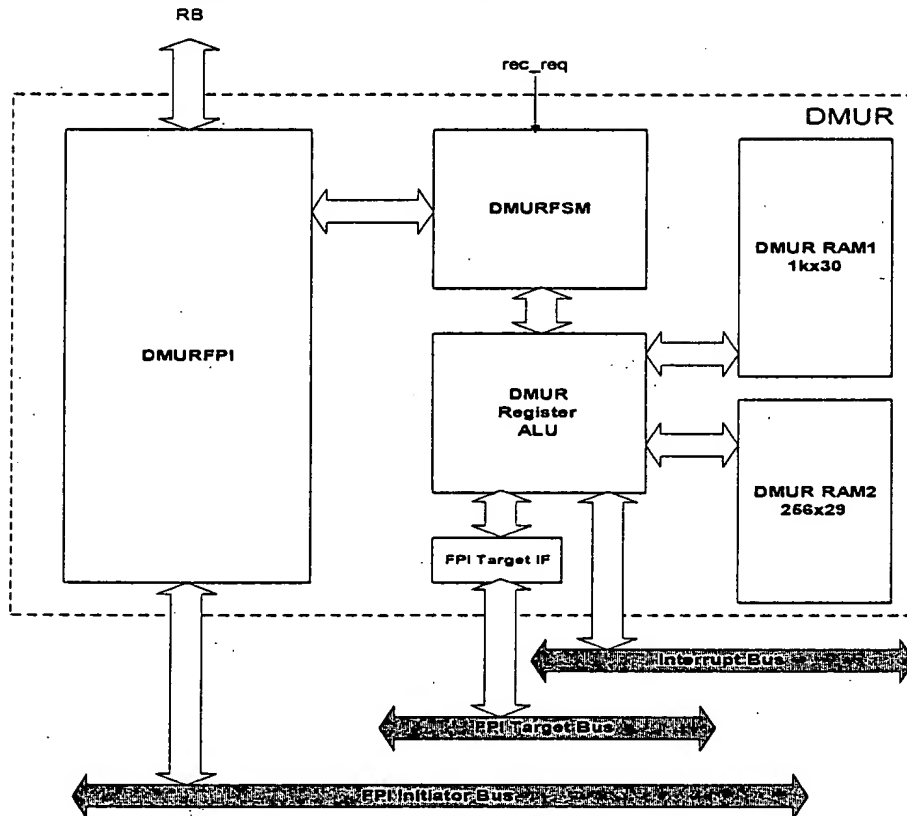 RB
rec_req
DMUR
DMURFSM
DMUR RAM1
1kx30
DMURFPI
DMUR
Register
ALU
DMUR RAM2
256x29
FPI Target IF
Interrupt Bus
FPI Target Bus
FPI Initiator Bus